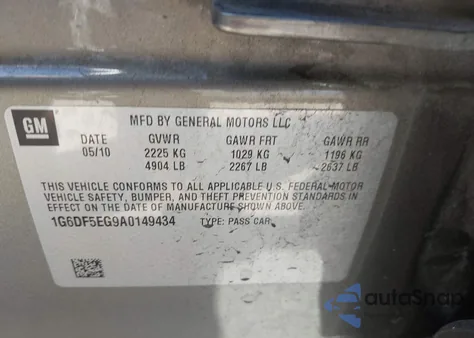 GM
MFD BY GENERAL MOTORS LLC
DATE GVWR GAWR FRT GAWR RR
05/10 2225 KG 1029 KG 1196 KG
4904 LB 2267 LB 2637 LB
THIS VEHICLE CONFORMS TO ALL APPLICABLE U.S. FEDERAL MOTOR
VEHICLE SAFETY, BUMPER, AND THEFT PREVENTION STANDARDS IN
EFFECT ON THE DATE OF MANUFACTURE SHOWN ABOVE.
1G6DF5EG9A0149434 TYPE: PASS CAR
autoSnap